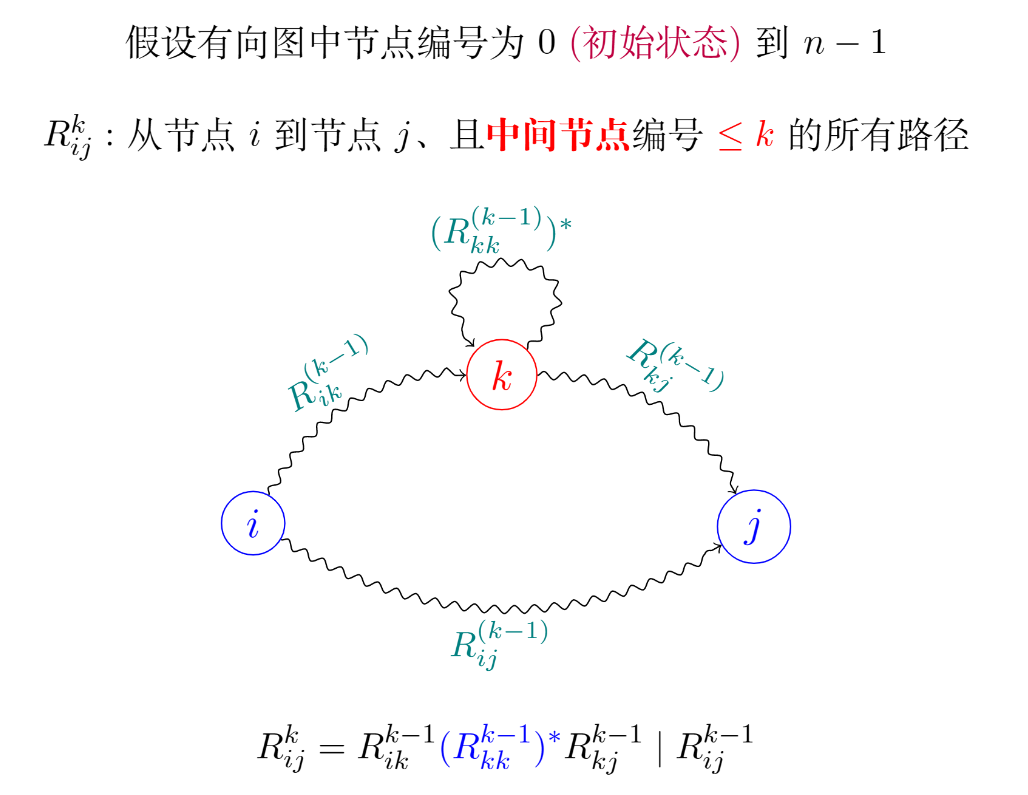 假设有向图中节点编号为 0 (初始状态) 到 n − 1
R_{ij}^{k} : 从节点 i 到节点 j、且中间节点编号 ≤ k 的所有路径
(R_{kk}^{(k−1)})^{*}
R_{ik}^{(k−1)}
R_{kj}^{(k−1)}
k
i
j
R_{ij}^{(k−1)}
R_{ij}^{k} = R_{ik}^{k−1}(R_{kk}^{k−1})^{*}R_{kj}^{k−1} | R_{ij}^{k−1}